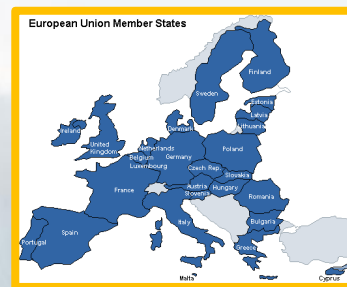 European Union Member States
Finland
Sweden
Estonia
Latvia
Lithuania
Denmark
Ireland
United
Kingdom
Netherlands
Belgium
Luxembourg
Germany
Poland
Czech Rep.
Slovakia
Austria
Hungary
Slovenia
France
Romania
Italy
Bulgaria
Spain
Portugal
Greece
Malta
Cyprus